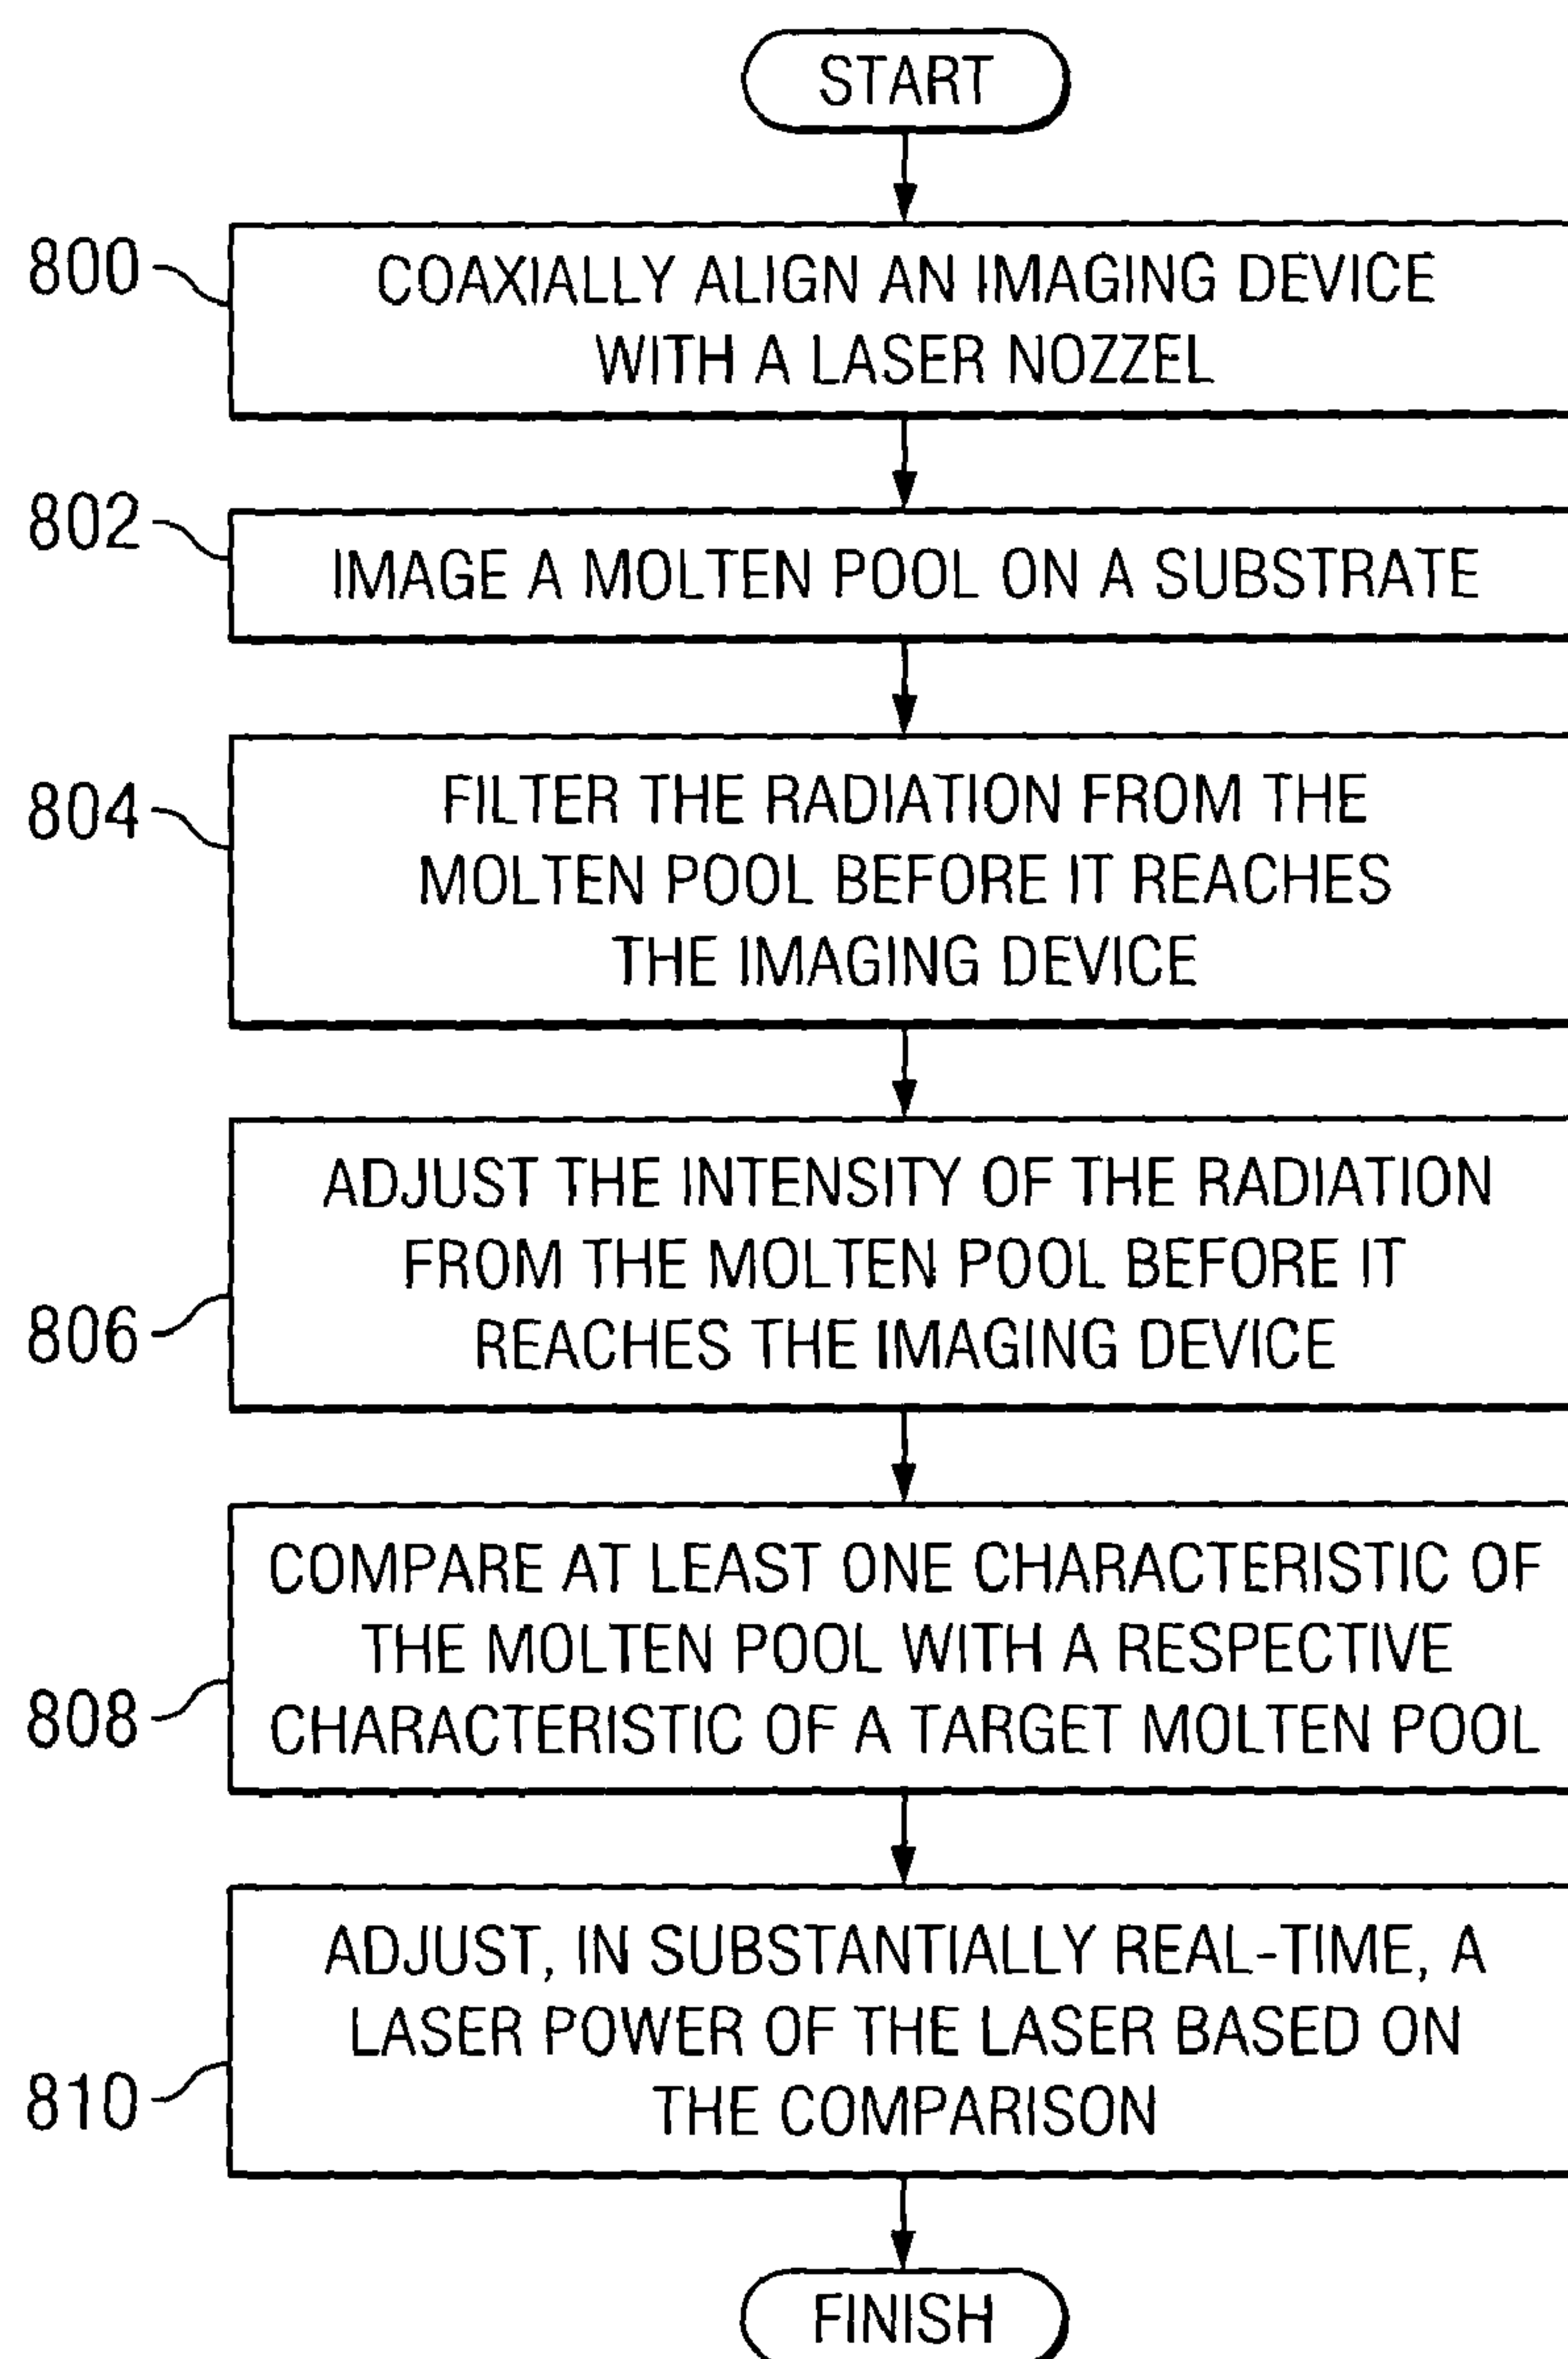 START
800
COAXIALLY ALIGN AN IMAGING DEVICE
WITH A LASER NOZZEL
802
IMAGE A MOLTEN POOL ON A SUBSTRATE
804
FILTER THE RADIATION FROM THE
MOLTEN POOL BEFORE IT REACHES
THE IMAGING DEVICE
806
ADJUST THE INTENSITY OF THE RADIATION
FROM THE MOLTEN POOL BEFORE IT
REACHES THE IMAGING DEVICE
808
COMPARE AT LEAST ONE CHARACTERISTIC OF
THE MOLTEN POOL WITH A RESPECTIVE
CHARACTERISTIC OF A TARGET MOLTEN POOL
810
ADJUST, IN SUBSTANTIALLY REAL-TIME, A
LASER POWER OF THE LASER BASED ON
THE COMPARISON
FINISH